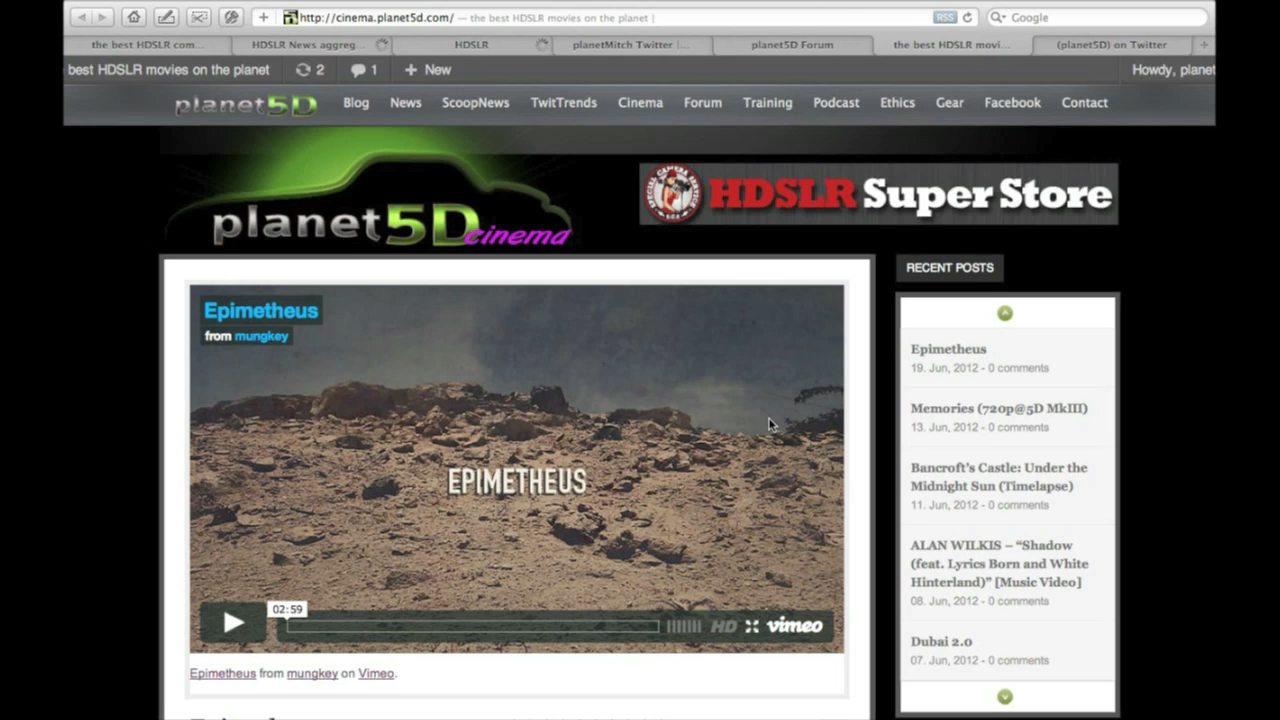 http://cinema.planet5d.com/ — the best HDSLR movies on the planet |
RSS
Google
the best HDSLR com...
HDSLR News aggreg...
HDSLR
planetMitch Twitter |...
planet5D Forum
the best HDSLR movi...
(planet5D) on Twitter
best HDSLR movies on the planet
2
1
+ New
Howdy, planet
planet5D
Blog
News
ScoopNews
TwitTrends
Cinema
Forum
Training
Podcast
Ethics
Gear
Facebook
Contact
planet5D cinema
HDSLR Super Store
RECENT POSTS
Epimetheus
from mungkey
EPIMETHEUS
02:59
HD
vimeo
Epimetheus from mungkey on Vimeo.
Epimetheus
19. Jun, 2012 - 0 comments
Memories (720p@5D MkIII)
13. Jun, 2012 - 0 comments
Bancroft's Castle: Under the
Midnight Sun (Timelapse)
11. Jun, 2012 - 0 comments
ALAN WILKIS – “Shadow
(feat. Lyrics Born and White
Hinterland)” [Music Video]
08. Jun, 2012 - 0 comments
Dubai 2.0
07. Jun, 2012 - 0 comments